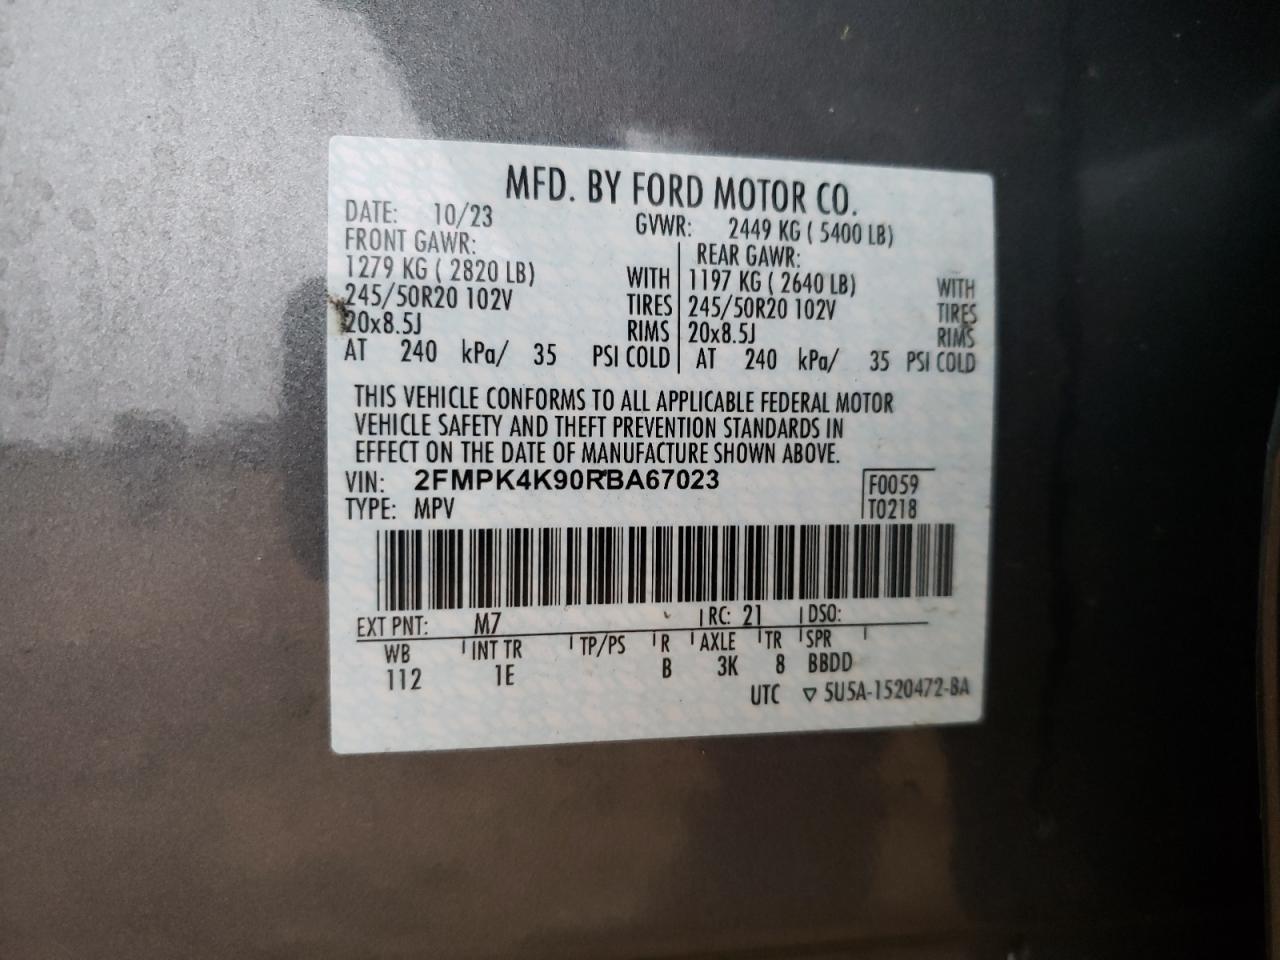 MFD. BY FORD MOTOR CO.
DATE: 10/23 GVWR: 2449 KG ( 5400 LB)
FRONT GAWR: REAR GAWR:
1279 KG ( 2820 LB) WITH 1197 KG ( 2640 LB) WITH
245/50R20 102V TIRES 245/50R20 102V TIRES
20x8.5J RIMS 20x8.5J RIMS
AT 240 kPa/ 35 PSI COLD AT 240 kPa/ 35 PSI COLD
THIS VEHICLE CONFORMS TO ALL APPLICABLE FEDERAL MOTOR
VEHICLE SAFETY AND THEFT PREVENTION STANDARDS IN
EFFECT ON THE DATE OF MANUFACTURE SHOWN ABOVE.
VIN: 2FMPK4K90RBA67023 F0059
TYPE: MPV T0218
EXT PNT: M7 RC: 21 DSO:
WB INT TR TP/PS R AXLE TR SPR
112 1E B 3K 8 BBDD
UTC ▽ 5U5A-1520472-BA